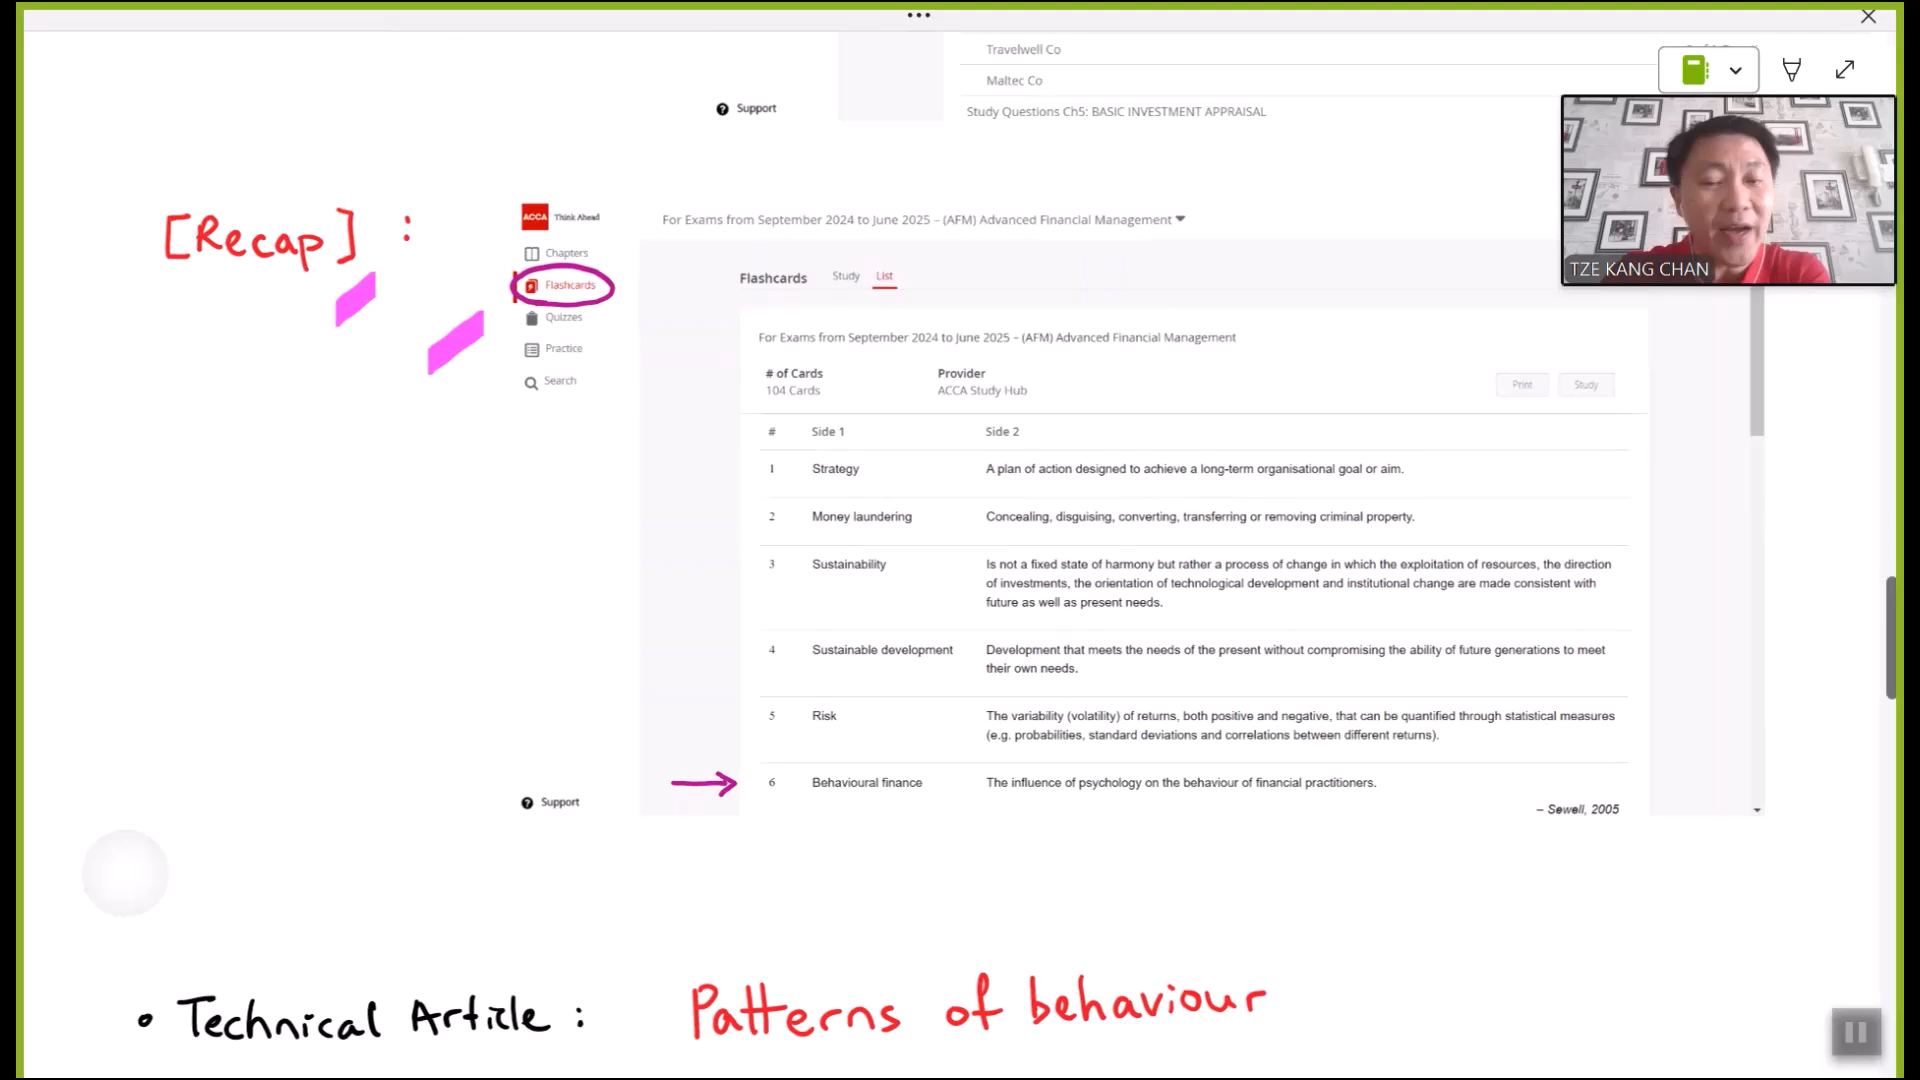 Travelwell Co
Maltec Co
Support
Study Questions Ch5: BASIC INVESTMENT APPRAISAL
[Recap] :
ACCA Think Ahead
For Exams from September 2024 to June 2025 – (AFM) Advanced Financial Management
Chapters
Flashcards
Quizzes
Practice
Search
Support
Flashcards Study List
For Exams from September 2024 to June 2025 – (AFM) Advanced Financial Management
# of Cards Provider
104 Cards ACCA Study Hub
Print Study
# Side 1 Side 2
1 Strategy A plan of action designed to achieve a long-term organisational goal or aim.
2 Money laundering Concealing, disguising, converting, transferring or removing criminal property.
3 Sustainability Is not a fixed state of harmony but rather a process of change in which the exploitation of resources, the direction
of investments, the orientation of technological development and institutional change are made consistent with
future as well as present needs.
4 Sustainable development Development that meets the needs of the present without compromising the ability of future generations to meet
their own needs.
5 Risk The variability (volatility) of returns, both positive and negative, that can be quantified through statistical measures
(e.g. probabilities, standard deviations and correlations between different returns).
6 Behavioural finance The influence of psychology on the behaviour of financial practitioners.
– Sewell, 2005
TZE KANG CHAN
• Technical Article : Patterns of behaviour